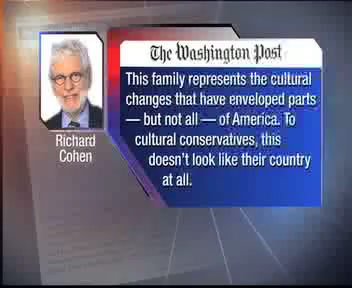 The Washington Post
This family represents the cultural
changes that have enveloped parts
— but not all — of America. To
cultural conservatives, this
doesn't look like their country
at all.
Richard
Cohen